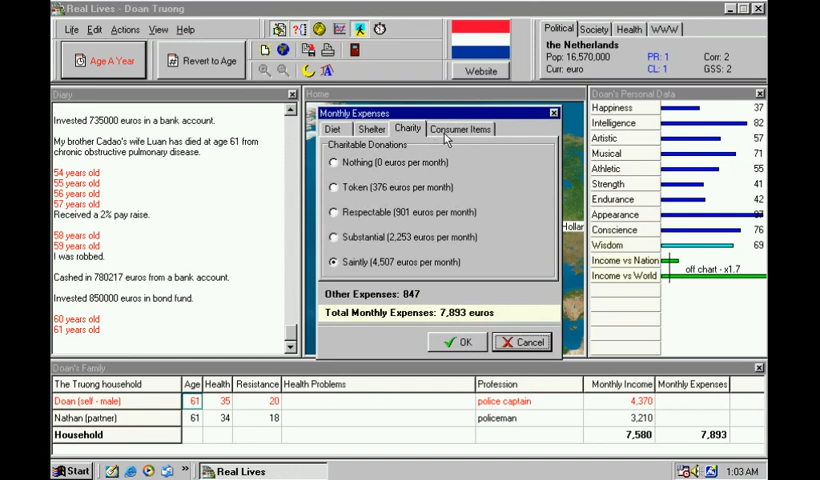 Real Lives - Doan Truong
Life Edit Actions View Help
Age A Year
Revert to Age
Website
Political Society Health WWW
the Netherlands
Pop: 16,570,000 PR: 1 Corr: 2
Curr: euro CL: 1 GSS: 2
Diary
Invested 735000 euros in a bank account.
My brother Cadao's wife Luan has died at age 61 from
chronic obstructive pulmonary disease.
54 years old
55 years old
56 years old
57 years old
Received a 2% pay raise.
58 years old
59 years old
I was robbed.
Cashed in 780217 euros from a bank account.
Invested 850000 euros in bond fund.
60 years old
61 years old
Home
Hollar
Monthly Expenses
Diet Shelter Charity Consumer Items
Charitable Donations
Nothing (0 euros per month)
Token (376 euros per month)
Respectable (901 euros per month)
Substantial (2,253 euros per month)
Saintly (4,507 euros per month)
Other Expenses: 847
Total Monthly Expenses: 7,893 euros
OK Cancel
Doan's Personal Data
Happiness 37
Intelligence 82
Artistic 57
Musical 71
Athletic 55
Strength 41
Endurance 42
Appearance 87
Conscience 76
Wisdom 69
Income vs Nation
Income vs World
off chart - x1.7
Doan's Family
The Truong household Age Health Resistance Health Problems Profession Monthly Income Monthly Expenses
Doan (self - male) 61 35 20 police captain 4,370
Nathan (partner) 61 34 18 policeman 3,210
Household 7,580 7,893
Start Real Lives 1:03 AM